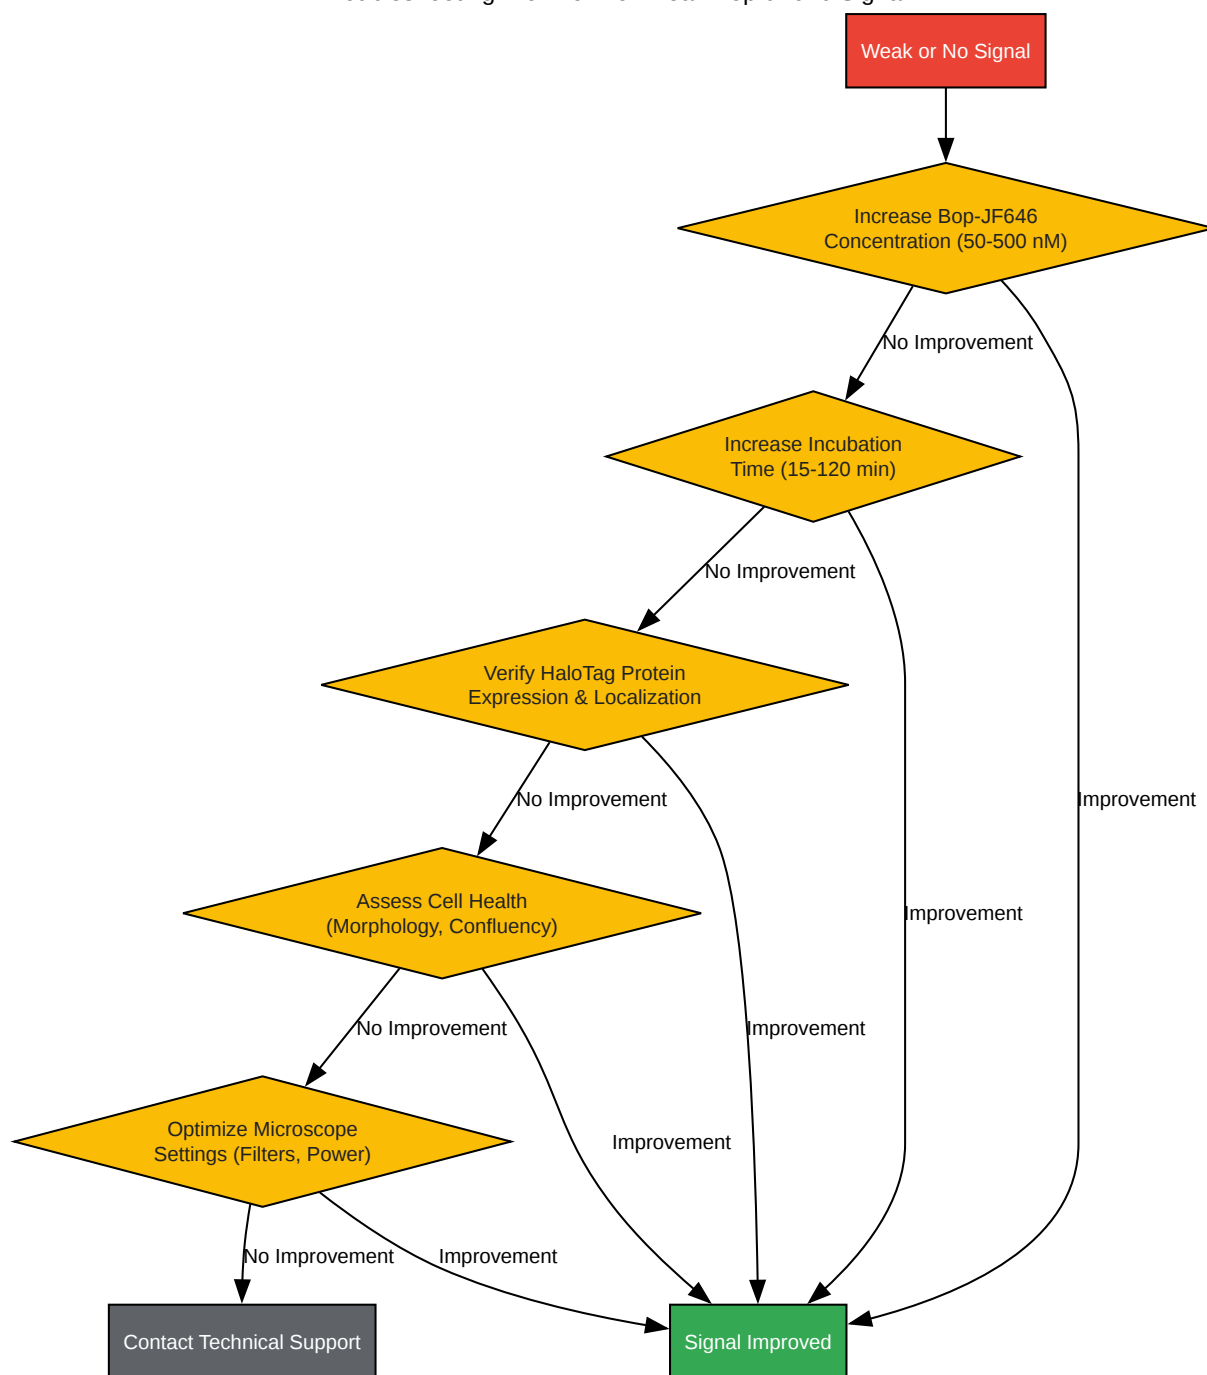 Weak or No Signal
Increase Bop-JF646
Concentration (50-500 nM)
No Improvement
Increase Incubation
Time (15-120 min)
No Improvement
Verify HaloTag Protein
Expression & Localization
No Improvement
Improvement
Assess Cell Health
(Morphology, Confluency)
Improvement
No Improvement
Improvement
Optimize Microscope
Settings (Filters, Power)
Improvement
No Improvement
Improvement
Contact Technical Support
Signal Improved